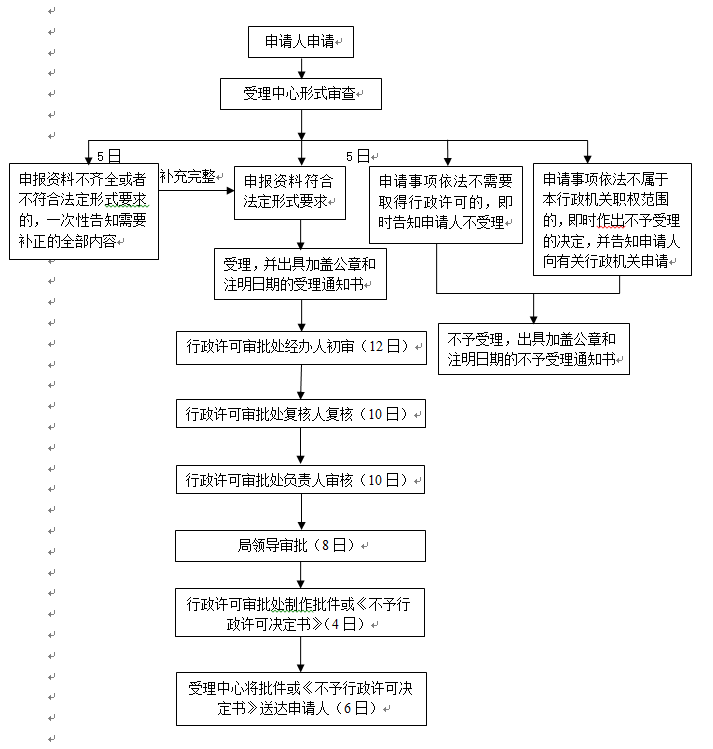 申请人申请
受理中心形式审查
5日
5日
申报资料不齐全或者
不符合法定形式要求
的，一次性告知需要
补正的全部内容
补充完整
申报资料符合
法定形式要求
申请事项依法不需要
取得行政许可的，即
时告知申请人不受理
申请事项依法不属于
本行政机关职权范围
的，即时作出不予受理
的决定，并告知申请人
向有关行政机关申请
受理，并出具加盖公章和
注明日期的受理通知书
不予受理，出具加盖公章和
注明日期的不予受理通知书
行政许可审批处经办人初审（12日）
行政许可审批处复核人复核（10日）
行政许可审批处负责人审核（10日）
局领导审批（8日）
行政许可审批处制作批件或《不予行
政许可决定书》（4日）
受理中心将批件或《不予行政许可决
定书》送达申请人（6日）